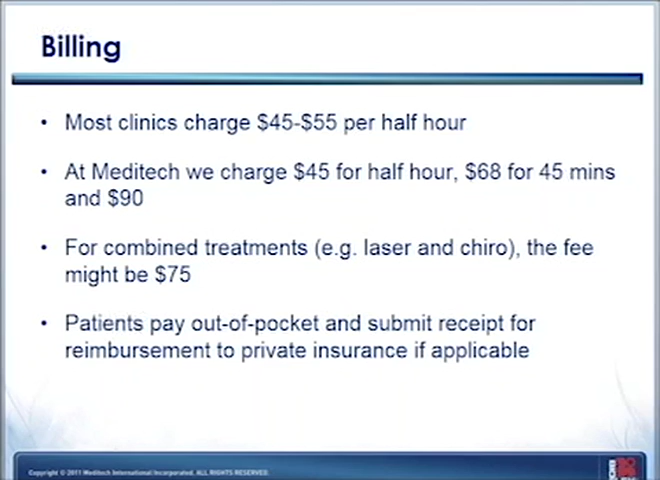 Billing
• Most clinics charge $45-$55 per half hour
• At Meditech we charge $45 for half hour, $68 for 45 mins
and $90
• For combined treatments (e.g. laser and chiro), the fee
might be $75
• Patients pay out-of-pocket and submit receipt for
reimbursement to private insurance if applicable
Copyright © 2011 Meditech International Incorporated. ALL RIGHTS RESERVED.